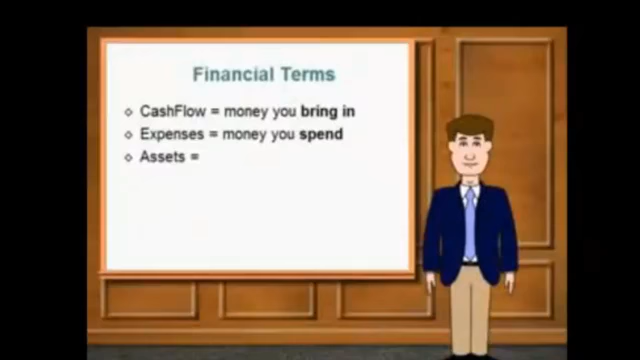 Financial Terms
◇ CashFlow = money you bring in
◇ Expenses = money you spend
◇ Assets =